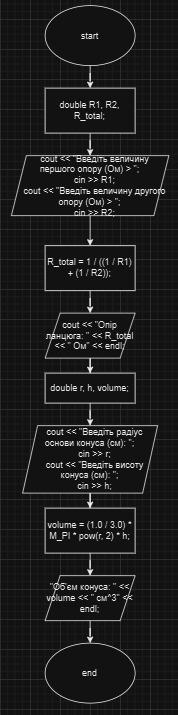 start
double R1, R2,
R_total;
cout << "Введіть величину
першого опору (Ом) > ";
cin >> R1;
cout << "Введіть величину другого
опору (Ом) > ";
cin >> R2;
R_total = 1 / ((1 / R1)
+ (1 / R2));
cout << "Опір
ланцюга: " << R_total
<< " Ом" << endl;
double r, h, volume;
cout << "Введіть радіус
основи конуса (см): ";
cin >> r;
cout << "Введіть висоту
конуса (см): ";
cin >> h;
volume = (1.0 / 3.0) *
M_PI * pow(r, 2) * h;
"Об'єм конуса: " <<
volume << " см^3" <<
endl;
end